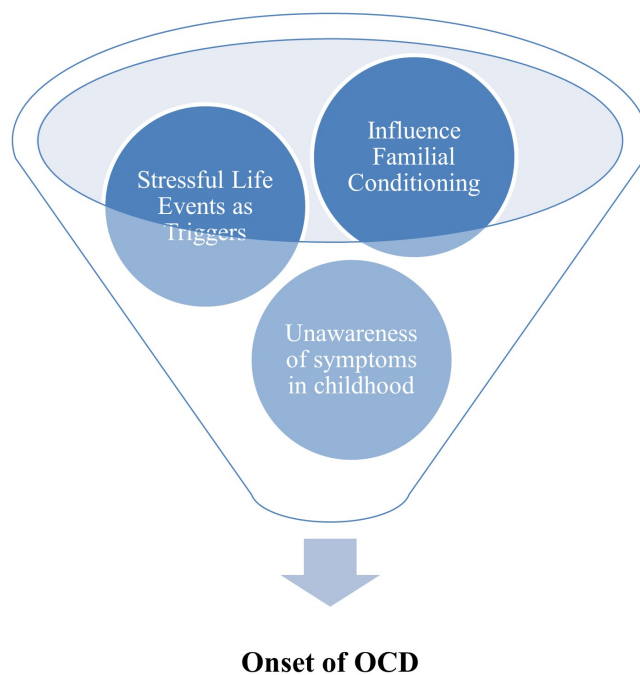 Influence
Familial
Conditioning
Stressful Life
Events as
Triggers
Unawareness
of symptoms
in childhood
Onset of OCD